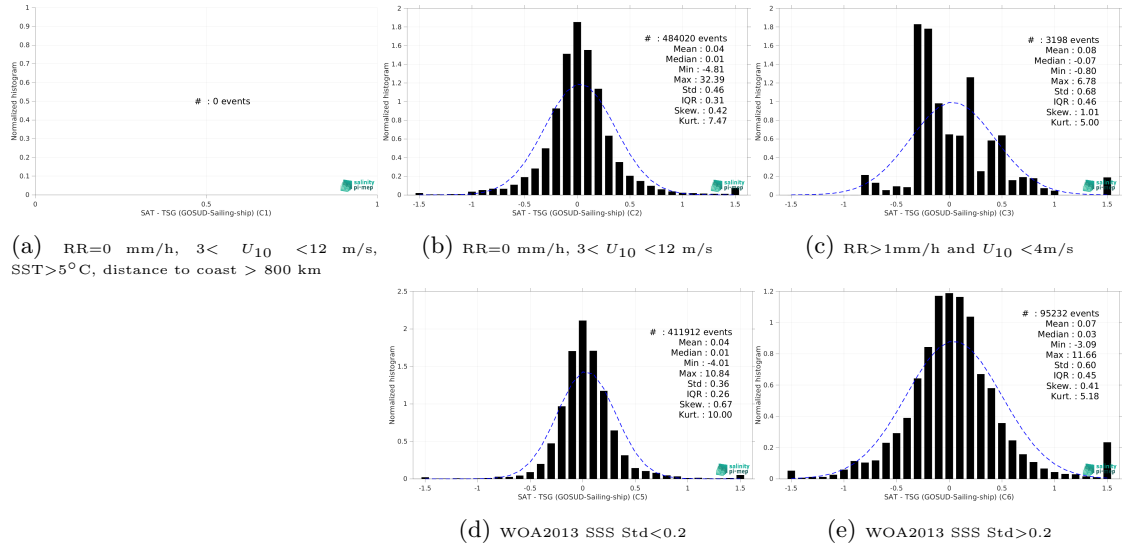 1
0.9
0.8
0.7
0.6
0.5
0.4
0.3
0.2
0.1
0
Normalized histogram
# : 0 events
salinity
pi-mep
0 0.5 1
SAT - TSG (GOSUD-Sailing-ship) (C1)
(a) RR=0 mm/h, 3< U10 <12 m/s,
SST>5°C, distance to coast > 800 km
2
1.8
1.6
1.4
1.2
1
0.8
0.6
0.4
0.2
0
Normalized histogram
# : 484020 events
Mean : 0.04
Median : 0.01
Min : -4.81
Max : 32.39
Std : 0.46
IQR : 0.31
Skew. : 0.42
Kurt. : 7.47
salinity
pi-mep
-1.5 -1 -0.5 0 0.5 1 1.5
SAT - TSG (GOSUD-Sailing-ship) (C2)
(b) RR=0 mm/h, 3< U10 <12 m/s
2
1.8
1.6
1.4
1.2
1
0.8
0.6
0.4
0.2
0
Normalized histogram
# : 3198 events
Mean : 0.08
Median : -0.07
Min : -0.80
Max : 6.78
Std : 0.68
IQR : 0.46
Skew. : 1.01
Kurt. : 5.00
salinity
pi-mep
-1.5 -1 -0.5 0 0.5 1 1.5
SAT - TSG (GOSUD-Sailing-ship) (C3)
(c) RR>1mm/h and U10 <4m/s
2.5
2
1.5
1
0.5
0
Normalized histogram
# : 411912 events
Mean : 0.04
Median : 0.01
Min : -4.01
Max : 10.84
Std : 0.36
IQR : 0.26
Skew. : 0.67
Kurt. : 10.00
salinity
pi-mep
-1.5 -1 -0.5 0 0.5 1 1.5
SAT - TSG (GOSUD-Sailing-ship) (C5)
(d) WOA2013 SSS Std<0.2
1.2
1
0.8
0.6
0.4
0.2
0
Normalized histogram
# : 95232 events
Mean : 0.07
Median : 0.03
Min : -3.09
Max : 11.66
Std : 0.60
IQR : 0.45
Skew. : 0.41
Kurt. : 5.18
salinity
pi-mep
-1.5 -1 -0.5 0 0.5 1 1.5
SAT - TSG (GOSUD-Sailing-ship) (C6)
(e) WOA2013 SSS Std>0.2